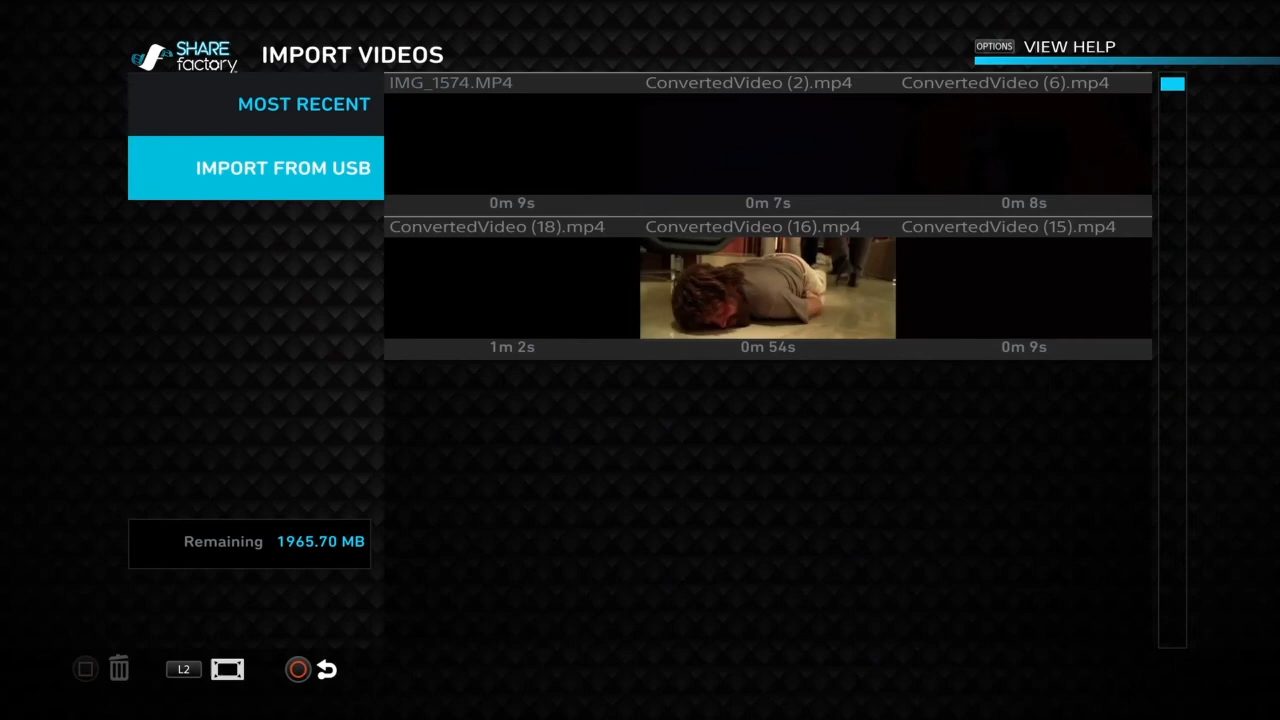 SHARE
factory™
IMPORT VIDEOS
OPTIONS VIEW HELP
MOST RECENT
IMPORT FROM USB
IMG_1574.MP4
0m 9s
ConvertedVideo (2).mp4
0m 7s
ConvertedVideo (6).mp4
0m 8s
ConvertedVideo (18).mp4
1m 2s
ConvertedVideo (16).mp4
0m 54s
ConvertedVideo (15).mp4
0m 9s
Remaining 1965.70 MB
L2